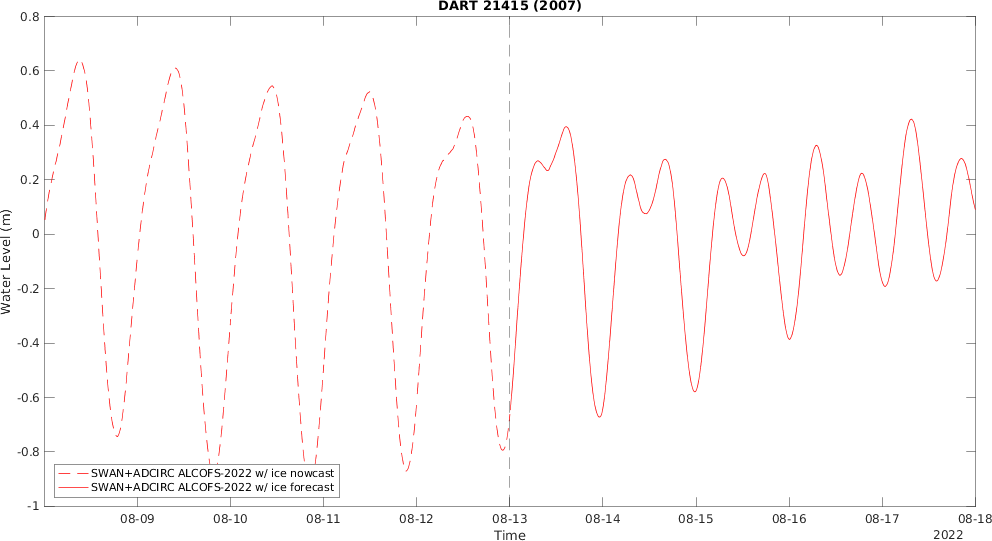 DART 21415 (2007)
Water Level (m)
0.8
0.6
0.4
0.2
0
-0.2
-0.4
-0.6
-0.8
-1
SWAN+ADCIRC ALCOFS-2022 w/ ice nowcast
SWAN+ADCIRC ALCOFS-2022 w/ ice forecast
08-09 08-10 08-11 08-12 08-13 08-14 08-15 08-16 08-17 08-18
Time
2022